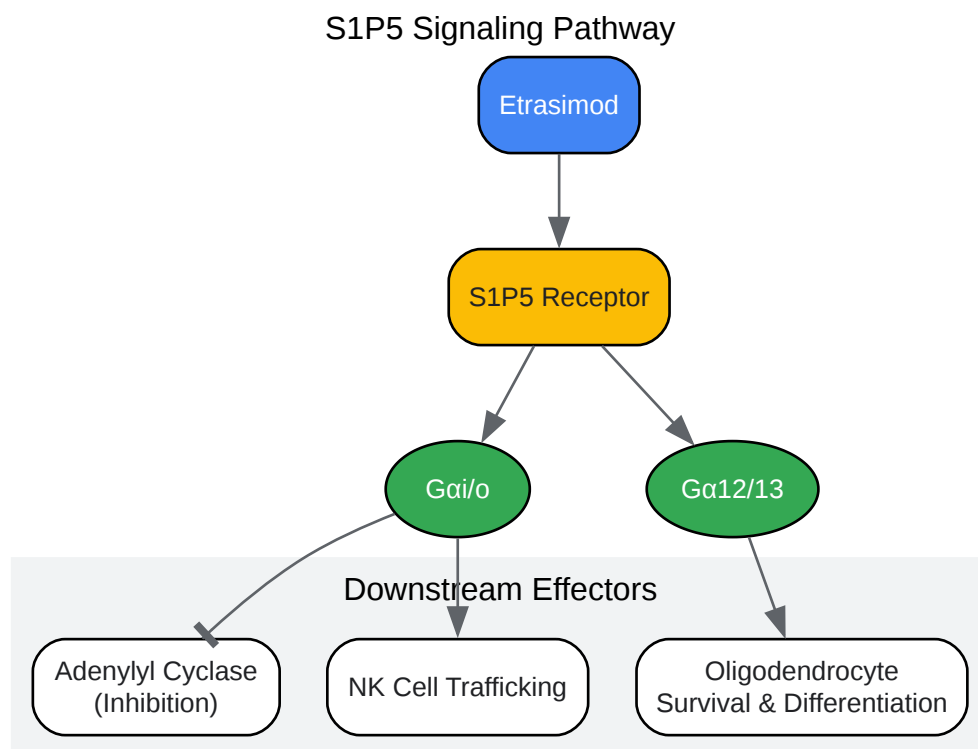 S1P5 Signaling Pathway
Etrasimod
S1P5 Receptor
Gαi/o
Gα12/13
Downstream Effectors
Adenylyl Cyclase
(Inhibition)
NK Cell Trafficking
Oligodendrocyte
Survival & Differentiation